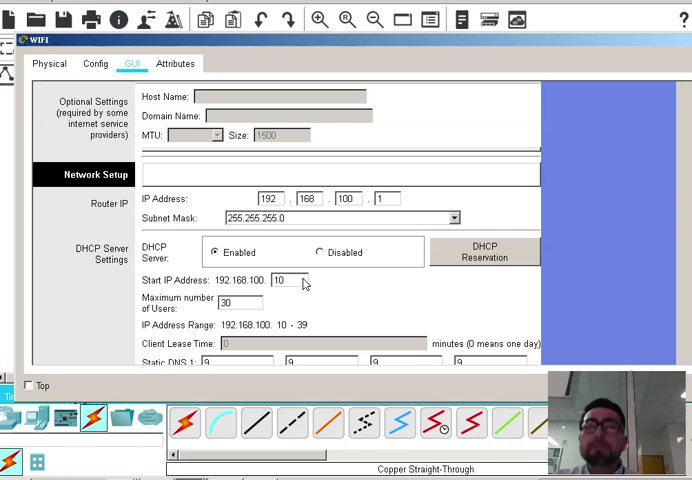 WIFI
Physical Config GUI Attributes
Optional Settings
(required by some
internet service
providers)
Host Name:
Domain Name:
MTU: Size: 1500
Network Setup
Router IP
IP Address: 192 . 168 . 100 . 1
Subnet Mask: 255.255.255.0
DHCP Server
Settings
DHCP
Server:
Enabled Disabled
DHCP
Reservation
Start IP Address: 192.168.100. 10
Maximum number
of Users: 30
IP Address Range: 192.168.100. 10 - 39
Client Lease Time: 0 minutes (0 means one day)
Static DNS 1: 9 9 9 9
Top
Copper Straight-Through